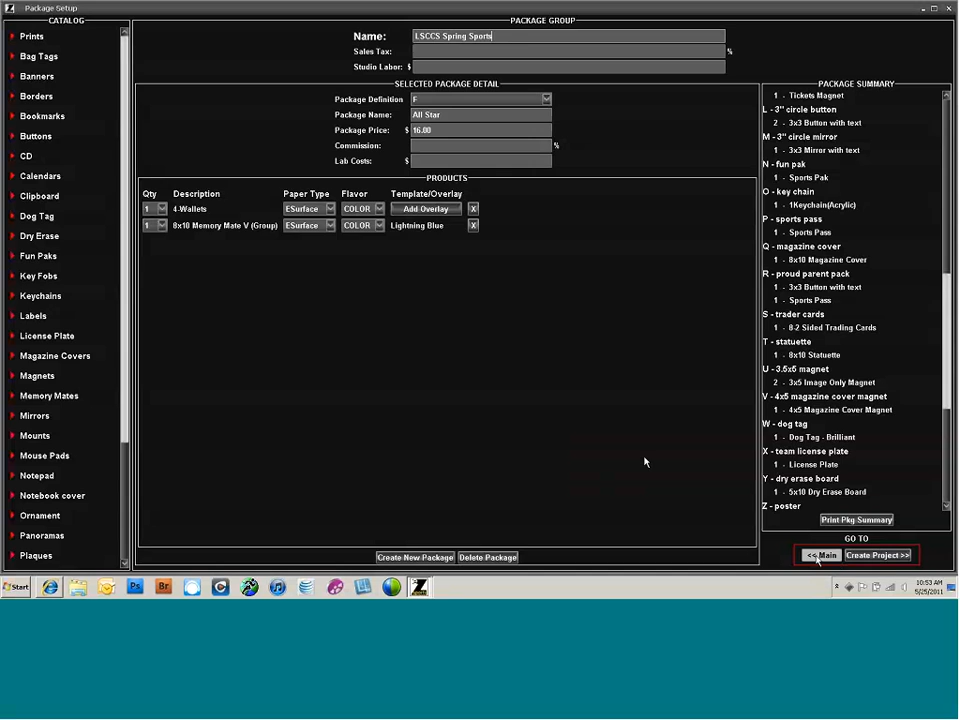 Package Setup
CATALOG
Prints
Bag Tags
Banners
Borders
Bookmarks
Buttons
CD
Calendars
Clipboard
Dog Tag
Dry Erase
Fun Paks
Key Fobs
Keychains
Labels
License Plate
Magazine Covers
Magnets
Memory Mates
Mirrors
Mounts
Mouse Pads
Notepad
Notebook cover
Ornament
Panoramas
Plaques
PACKAGE GROUP
Name: LSCCS Spring Sports
Sales Tax: %
Studio Labor: $
SELECTED PACKAGE DETAIL
Package Definition F
Package Name: All Star
Package Price: $ 16.00
Commission: %
Lab Costs: $
PRODUCTS
Qty Description Paper Type Flavor Template/Overlay
1 4-Wallets ESurface COLOR Add Overlay X
1 8x10 Memory Mate V (Group) ESurface COLOR Lightning Blue X
Create New Package Delete Package
PACKAGE SUMMARY
1 - Tickets Magnet
L - 3" circle button
2 - 3x3 Button with text
M - 3" circle mirror
1 - 3x3 Mirror with text
N - fun pak
1 - Sports Pak
O - key chain
1 - 1Keychain(Acrylic)
P - sports pass
1 - Sports Pass
Q - magazine cover
1 - 8x10 Magazine Cover
R - proud parent pack
1 - 3x3 Button with text
1 - Sports Pass
S - trader cards
1 - 8-2 Sided Trading Cards
T - statuette
1 - 8x10 Statuette
U - 3.5x5 magnet
2 - 3x5 Image Only Magnet
V - 4x5 magazine cover magnet
1 - 4x5 Magazine Cover Magnet
W - dog tag
1 - Dog Tag - Brilliant
X - team license plate
1 - License Plate
Y - dry erase board
1 - 5x10 Dry Erase Board
Z - poster
Print Pkg Summary
GO TO
<< Main Create Project >>
Start
Ps
Br
10:53 AM
5/25/2011